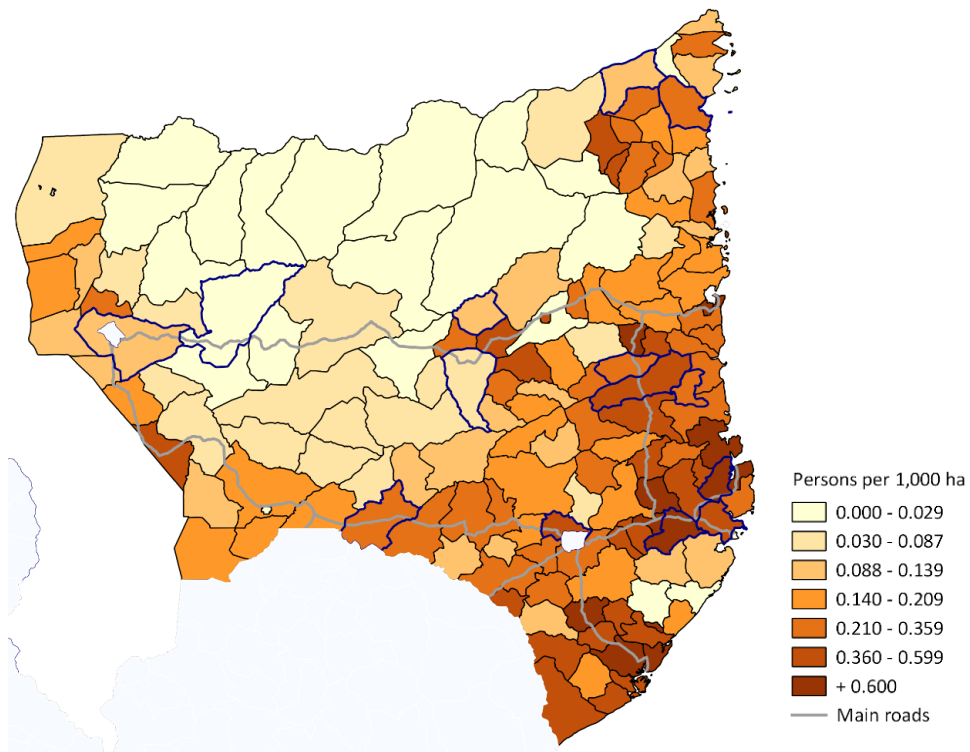 Persons per 1,000 ha
0.000 - 0.029
0.030 - 0.087
0.088 - 0.139
0.140 - 0.209
0.210 - 0.359
0.360 - 0.599
+ 0.600
Main roads